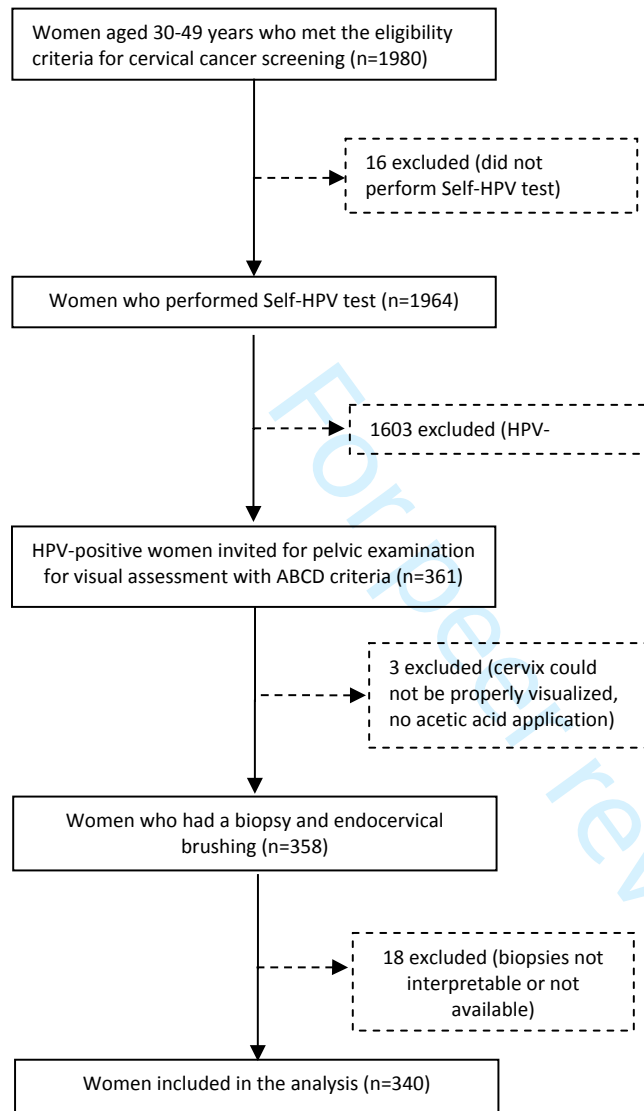 Women aged 30-49 years who met the eligibility
criteria for cervical cancer screening (n=1980)
16 excluded (did not
perform Self-HPV test)
Women who performed Self-HPV test (n=1964)
1603 excluded (HPV-
HPV-positive women invited for pelvic examination
for visual assessment with ABCD criteria (n=361)
3 excluded (cervix could
not be properly visualized,
no acetic acid application)
Women who had a biopsy and endocervical
brushing (n=358)
18 excluded (biopsies not
interpretable or not
available)
Women included in the analysis (n=340)
For peer rev